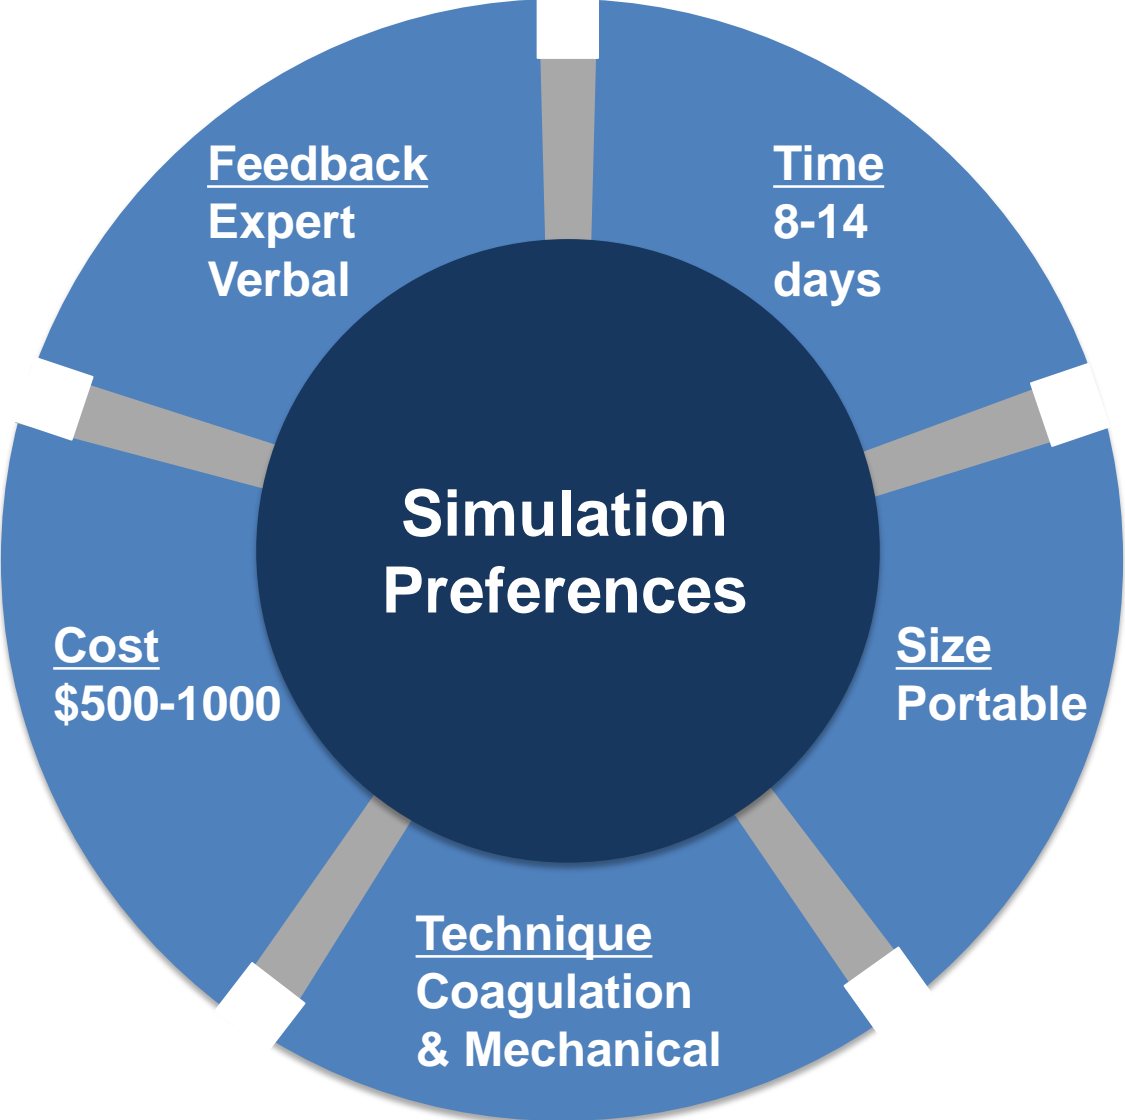 Feedback
Expert
Verbal
Time
8-14
days
Simulation
Preferences
Cost
$500-1000
Size
Portable
Technique
Coagulation
& Mechanical